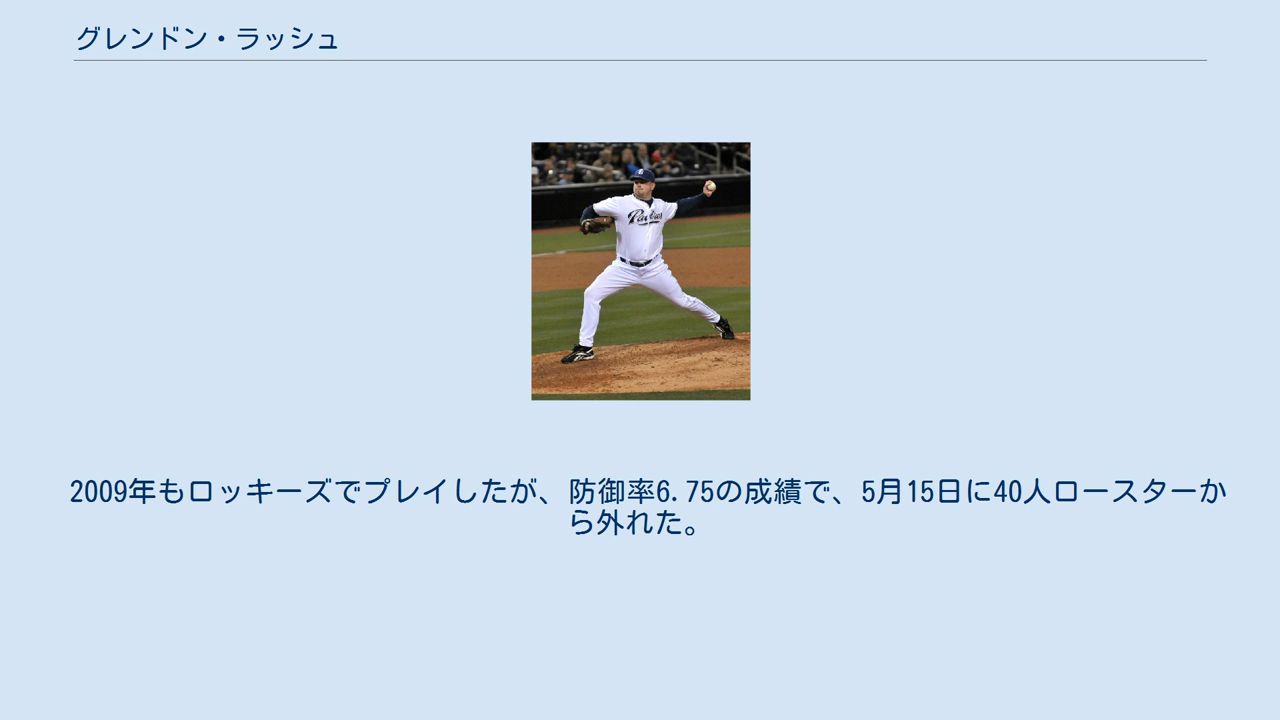 グレンドン・ラッシュ
Padres
2009年もロッキーズでプレイしたが、防御率6.75の成績で、5月15日に40人ロースターか
ら外れた。